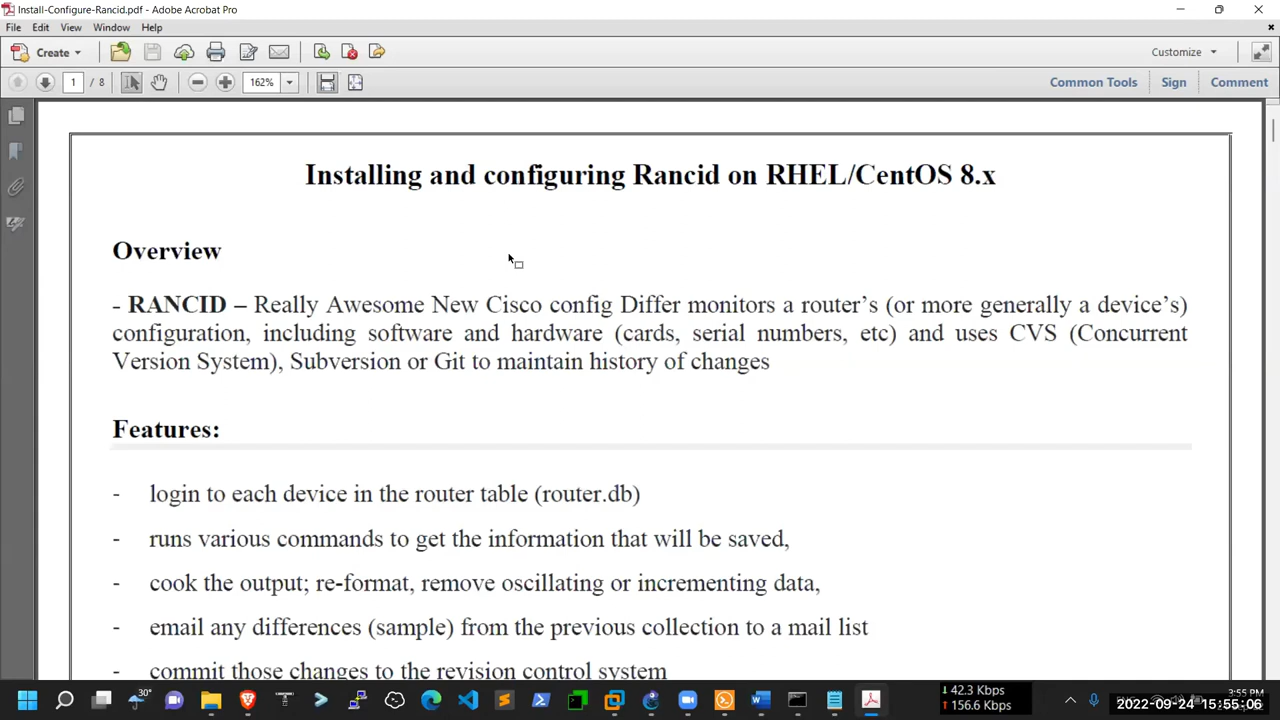 Install-Configure-Rancid.pdf - Adobe Acrobat Pro
File Edit View Window Help
Create Customize
1 / 8 162% Common Tools Sign Comment
Installing and configuring Rancid on RHEL/CentOS 8.x
Overview
- RANCID – Really Awesome New Cisco config Differ monitors a router’s (or more generally a device’s)
configuration, including software and hardware (cards, serial numbers, etc) and uses CVS (Concurrent
Version System), Subversion or Git to maintain history of changes
Features:
- login to each device in the router table (router.db)
- runs various commands to get the information that will be saved,
- cook the output; re-format, remove oscillating or incrementing data,
- email any differences (sample) from the previous collection to a mail list
- commit those changes to the revision control system
30°
↓ 42.3 Kbps
↑ 156.6 Kbps
3:55 PM
2022-09-24 15:55:06